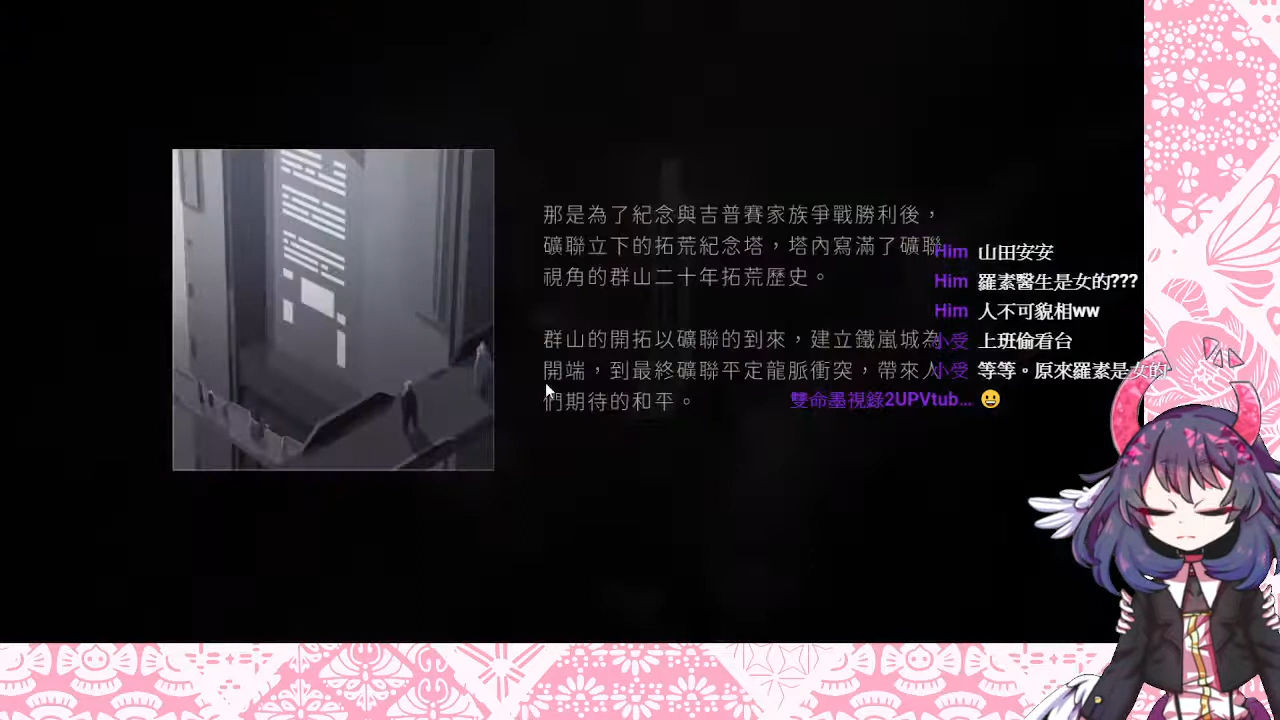 那是為了紀念與吉普賽家族爭戰勝利後，
礦聯立下的拓荒紀念塔，塔內寫滿了礦聯
視角的群山二十年拓荒歷史。
群山的開拓以礦聯的到來，建立鐵嵐城為
開端，到最終礦聯平定龍脈衝突，帶來人
們期待的和平。
Him 山田安安
Him 羅素醫生是女的???
Him 人不可貌相ww
小受 上班偷看台
小受 等等。原來羅素是女的
雙命墨視錄2UPVtub... 😀